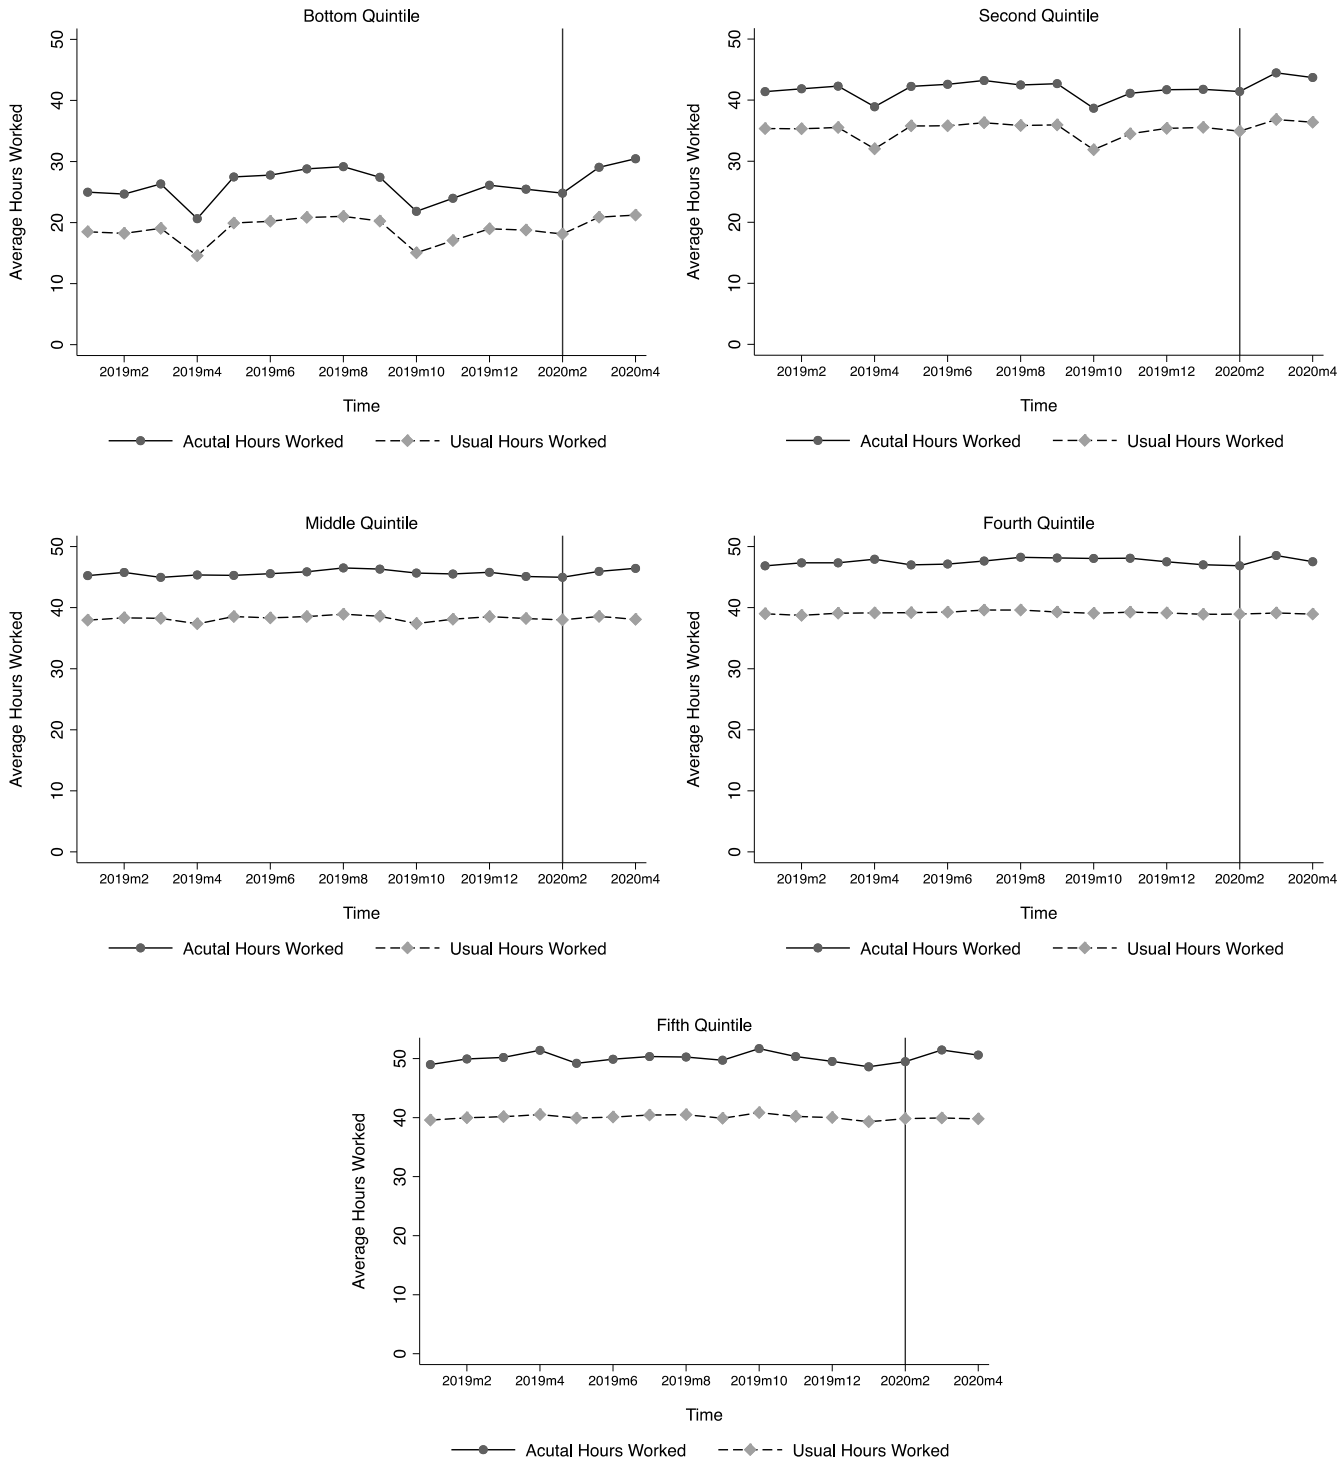 Bottom Quintile
Average Hours Worked
50
40
30
20
10
0
2019m2 2019m4 2019m6 2019m8 2019m10 2019m12 2020m2 2020m4
Time
Acutal Hours Worked Usual Hours Worked
Second Quintile
Average Hours Worked
50
40
30
20
10
0
2019m2 2019m4 2019m6 2019m8 2019m10 2019m12 2020m2 2020m4
Time
Acutal Hours Worked Usual Hours Worked
Middle Quintile
Average Hours Worked
50
40
30
20
10
0
2019m2 2019m4 2019m6 2019m8 2019m10 2019m12 2020m2 2020m4
Time
Acutal Hours Worked Usual Hours Worked
Fourth Quintile
Average Hours Worked
50
40
30
20
10
0
2019m2 2019m4 2019m6 2019m8 2019m10 2019m12 2020m2 2020m4
Time
Acutal Hours Worked Usual Hours Worked
Fifth Quintile
Average Hours Worked
50
40
30
20
10
0
2019m2 2019m4 2019m6 2019m8 2019m10 2019m12 2020m2 2020m4
Time
Acutal Hours Worked Usual Hours Worked